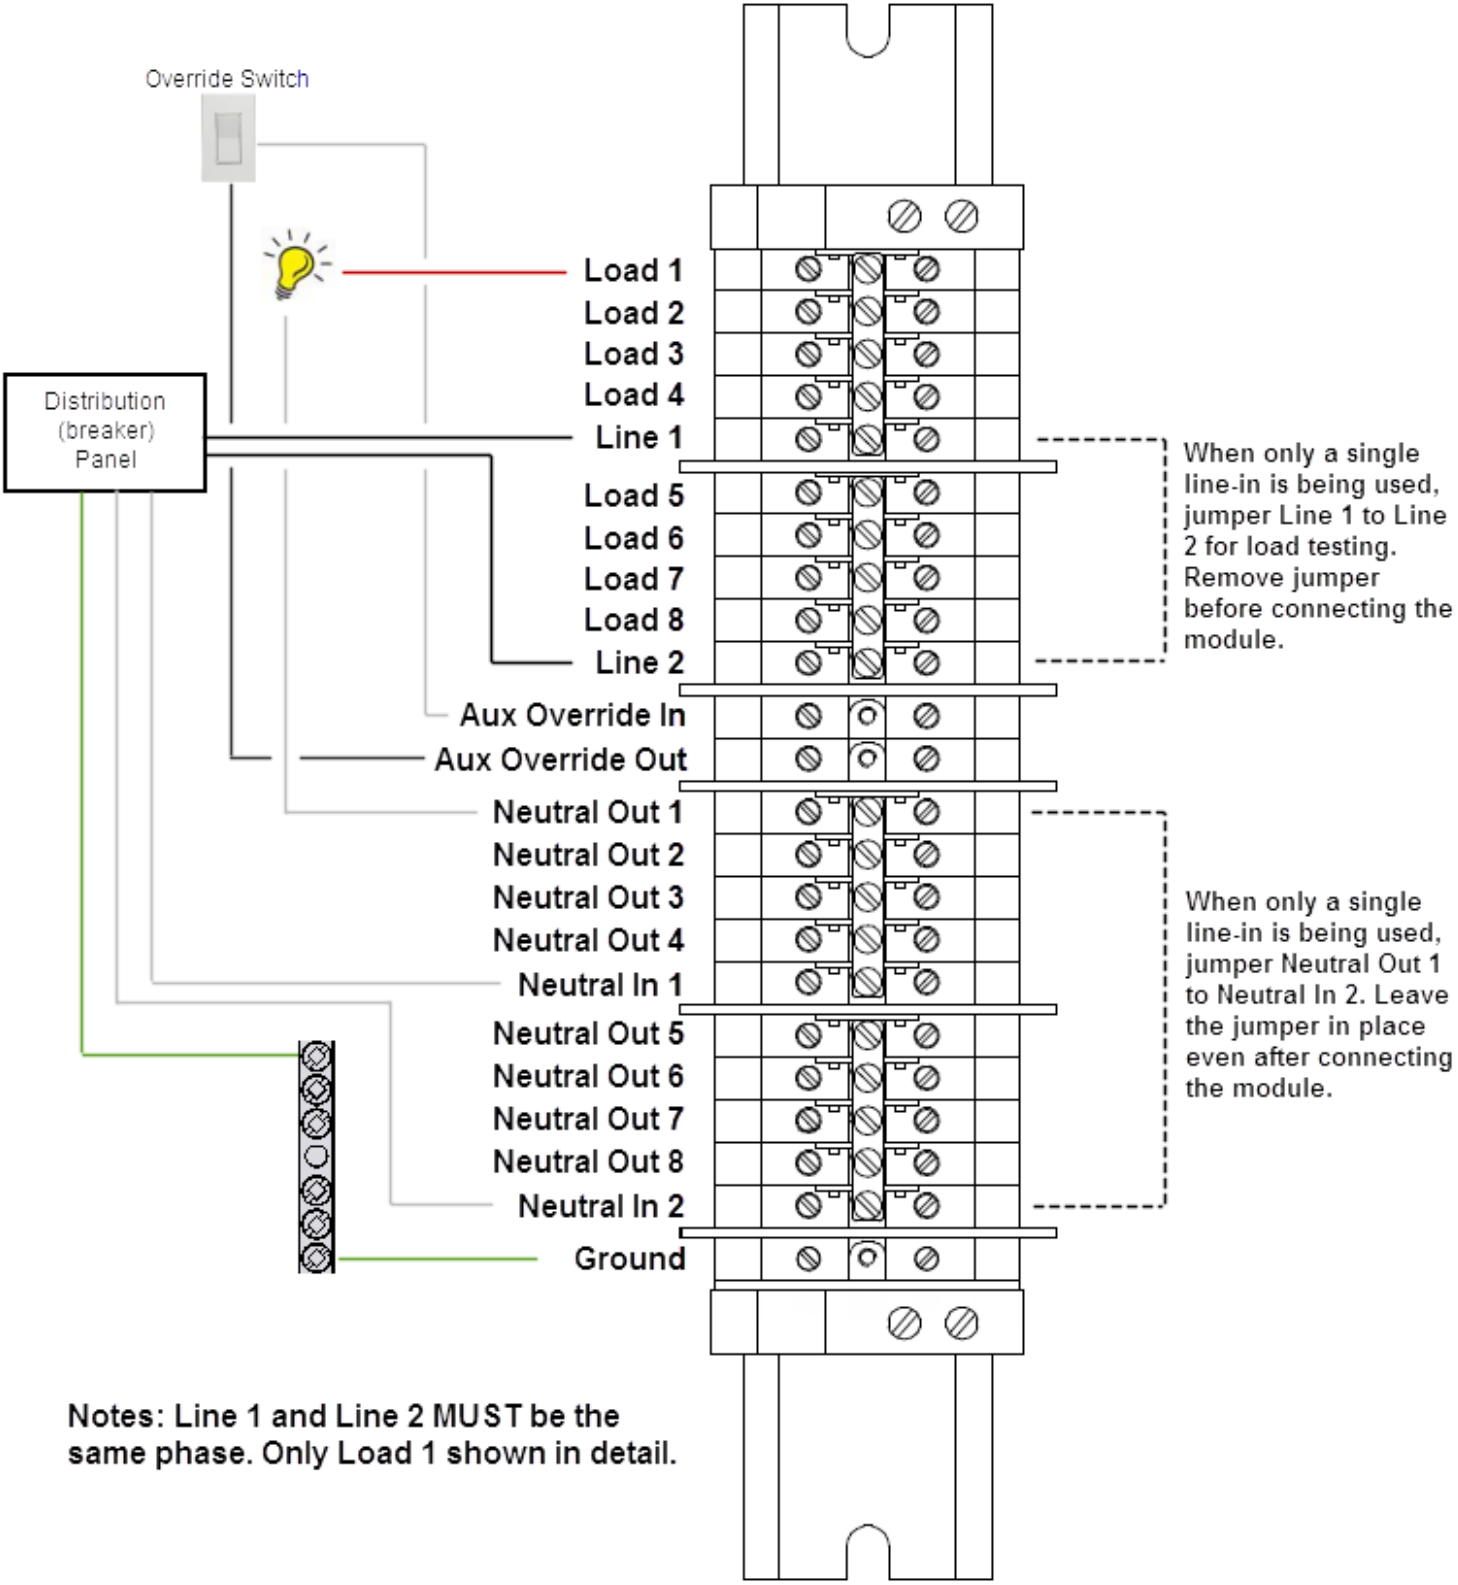 Override Switch
Load 1
Load 2
Load 3
Load 4
Line 1
Distribution
(breaker)
Panel
Load 5
Load 6
Load 7
Load 8
Line 2
When only a single
line-in is being used,
jumper Line 1 to Line
2 for load testing.
Remove jumper
before connecting the
module.
Aux Override In
Aux Override Out
Neutral Out 1
Neutral Out 2
Neutral Out 3
Neutral Out 4
Neutral In 1
Neutral Out 5
Neutral Out 6
Neutral Out 7
Neutral Out 8
Neutral In 2
Ground
When only a single
line-in is being used,
jumper Neutral Out 1
to Neutral In 2. Leave
the jumper in place
even after connecting
the module.
Notes: Line 1 and Line 2 MUST be the
same phase. Only Load 1 shown in detail.